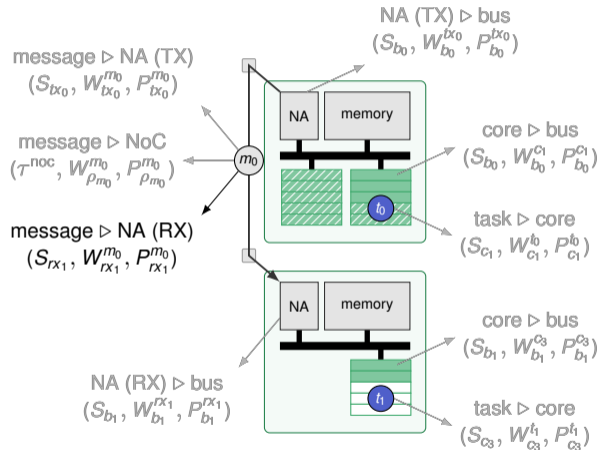 NA (TX) ▷ bus
(S_{b_0}, W_{b_0}^{tx_0}, P_{b_0}^{tx_0})
message ▷ NA (TX)
(S_{tx_0}, W_{tx_0}^{m_0}, P_{tx_0}^{m_0})
NA
memory
message ▷ NoC
(τ^{noc}, W_{ρ_{m_0}}^{m_0}, P_{ρ_{m_0}}^{m_0})
m_0
core ▷ bus
(S_{b_0}, W_{b_0}^{c_1}, P_{b_0}^{c_1})
t_0
message ▷ NA (RX)
(S_{rx_1}, W_{rx_1}^{m_0}, P_{rx_1}^{m_0})
task ▷ core
(S_{c_1}, W_{c_1}^{t_0}, P_{c_1}^{t_0})
NA
memory
core ▷ bus
(S_{b_1}, W_{b_1}^{c_3}, P_{b_1}^{c_3})
NA (RX) ▷ bus
(S_{b_1}, W_{b_1}^{rx_1}, P_{b_1}^{rx_1})
t_1
task ▷ core
(S_{c_3}, W_{c_3}^{t_1}, P_{c_3}^{t_1})